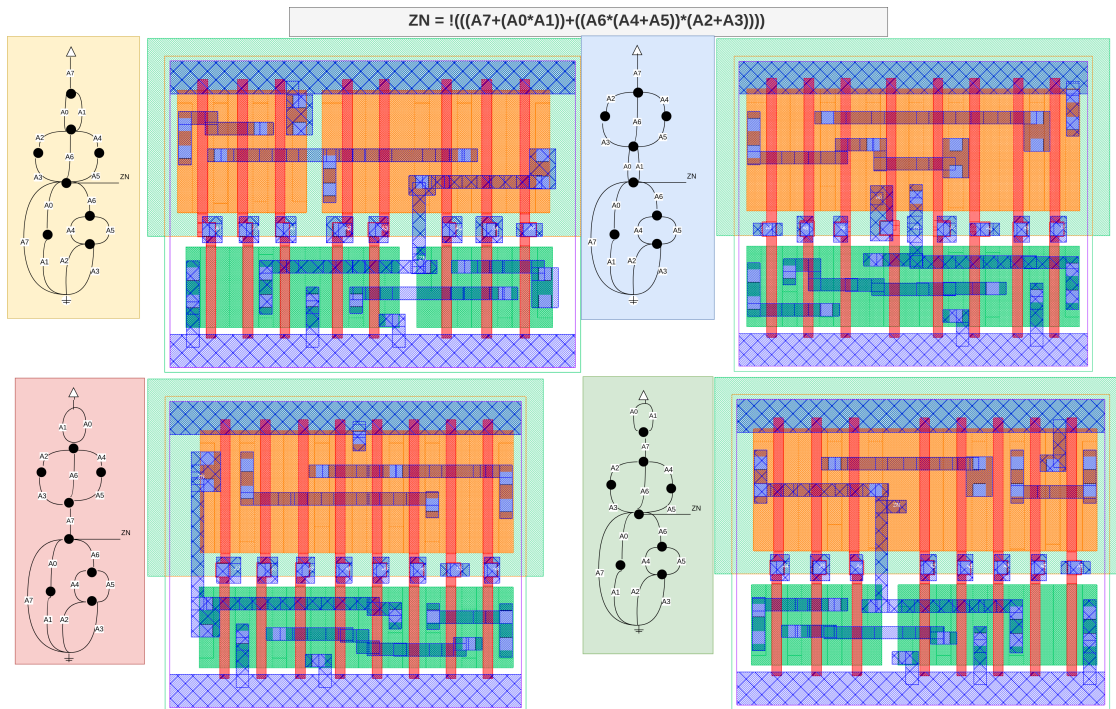 ZN = !(((A7+(A0*A1))+((A6*(A4+A5))*(A2+A3))))
A7
A0 A1
A2 A4
A6
A3 A5
ZN
A0 A6
A7 A4 A5
A1 A2 A3
A7
A2 A4
A6
A3 A5
A0 A1
ZN
A0 A6
A7 A4 A5
A1 A2 A3
A1 A0
A2 A4
A6
A3 A5
A7
ZN
A0 A6
A7 A4 A5
A1 A2 A3
A0 A1
A7
A2 A4
A6
A3 A5
ZN
A0 A6
A7 A4 A5
A1 A2 A3